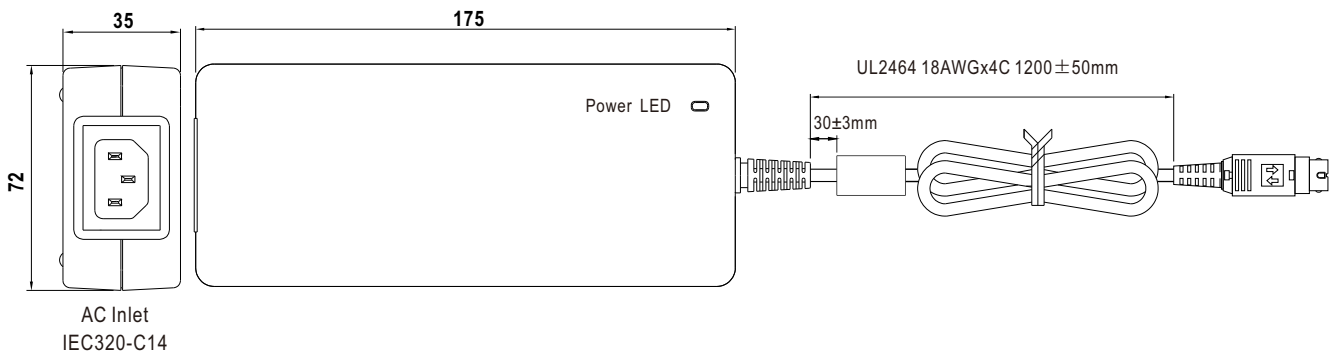 35
175
UL2464 18AWGx4C 1200±50mm
Power LED
30±3mm
72
AC Inlet
IEC320-C14